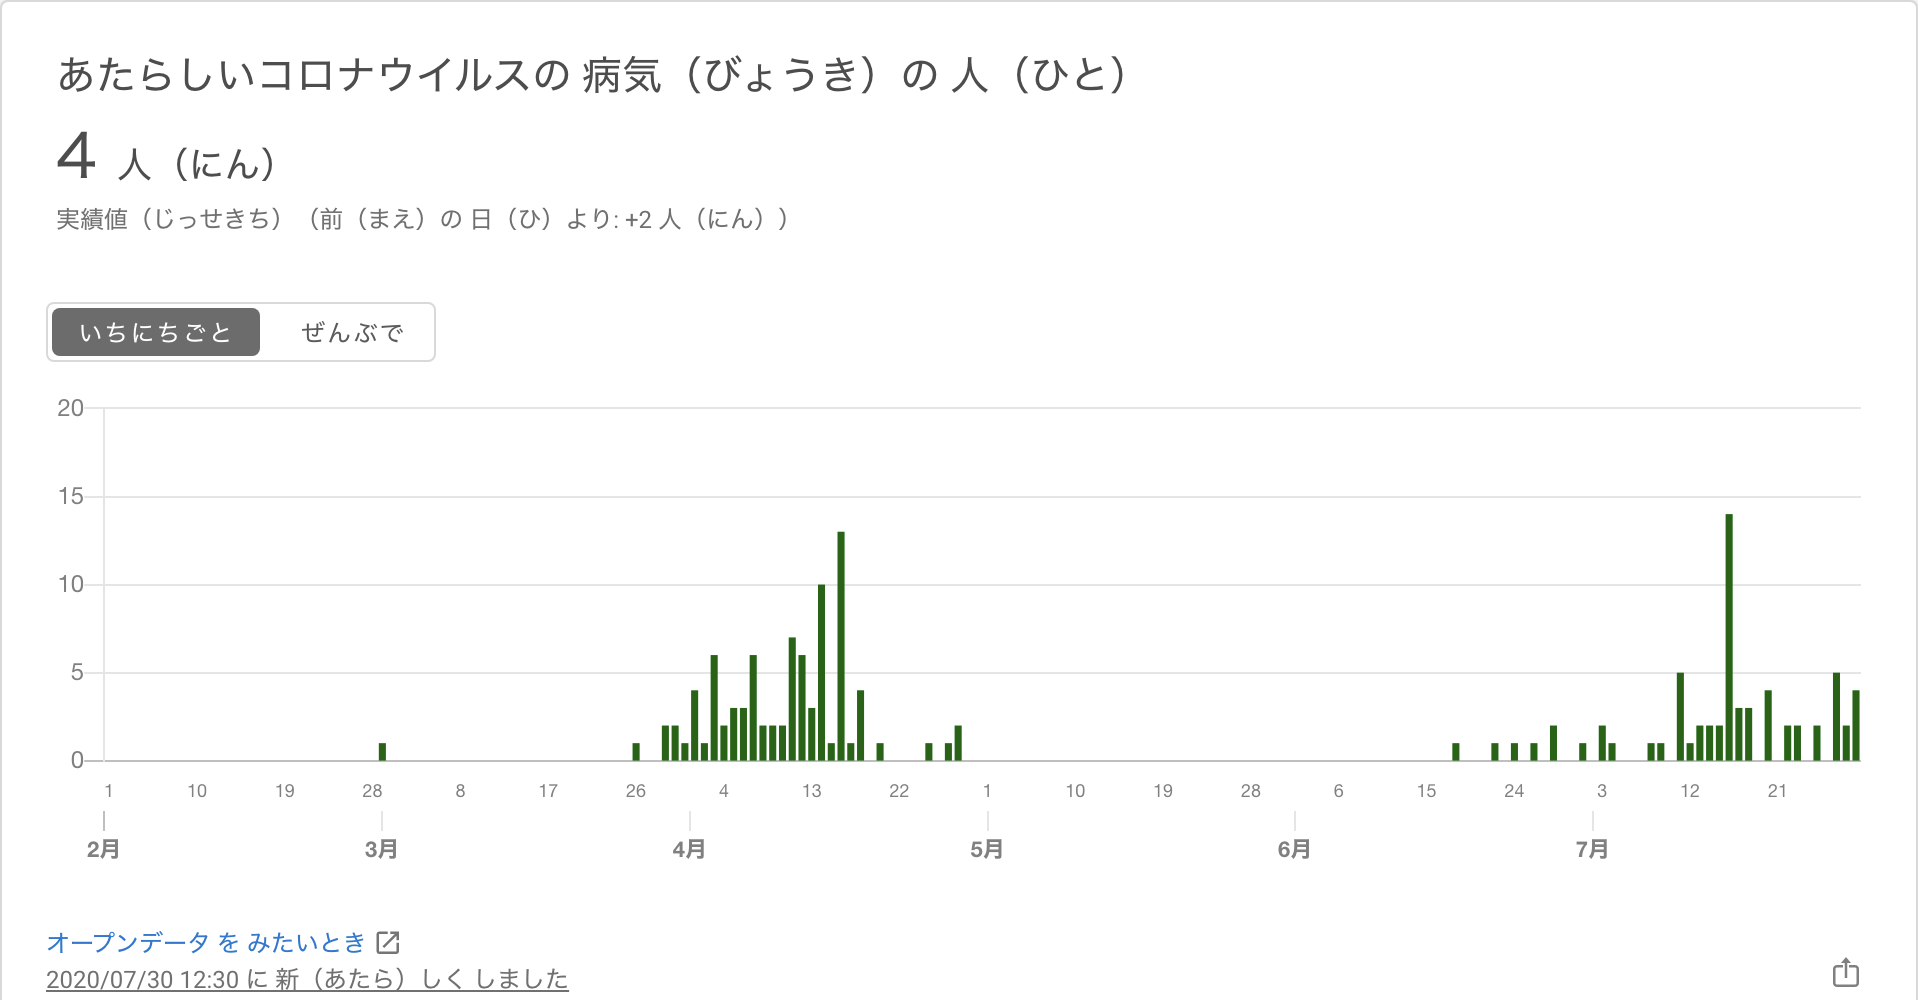 あたらしいコロナウイルスの 病気（びょうき）の 人（ひと）
4 人（にん）
実績値（じっせきち）（前（まえ）の 日（ひ）より: +2 人（にん））
いちにちごと ぜんぶで
20
15
10
5
0
1 10 19 28 8 17 26 4 13 22 1 10 19 28 6 15 24 3 12 21
2月 3月 4月 5月 6月 7月
オープンデータ を みたいとき
2020/07/30 12:30 に 新（あたら）しく しました